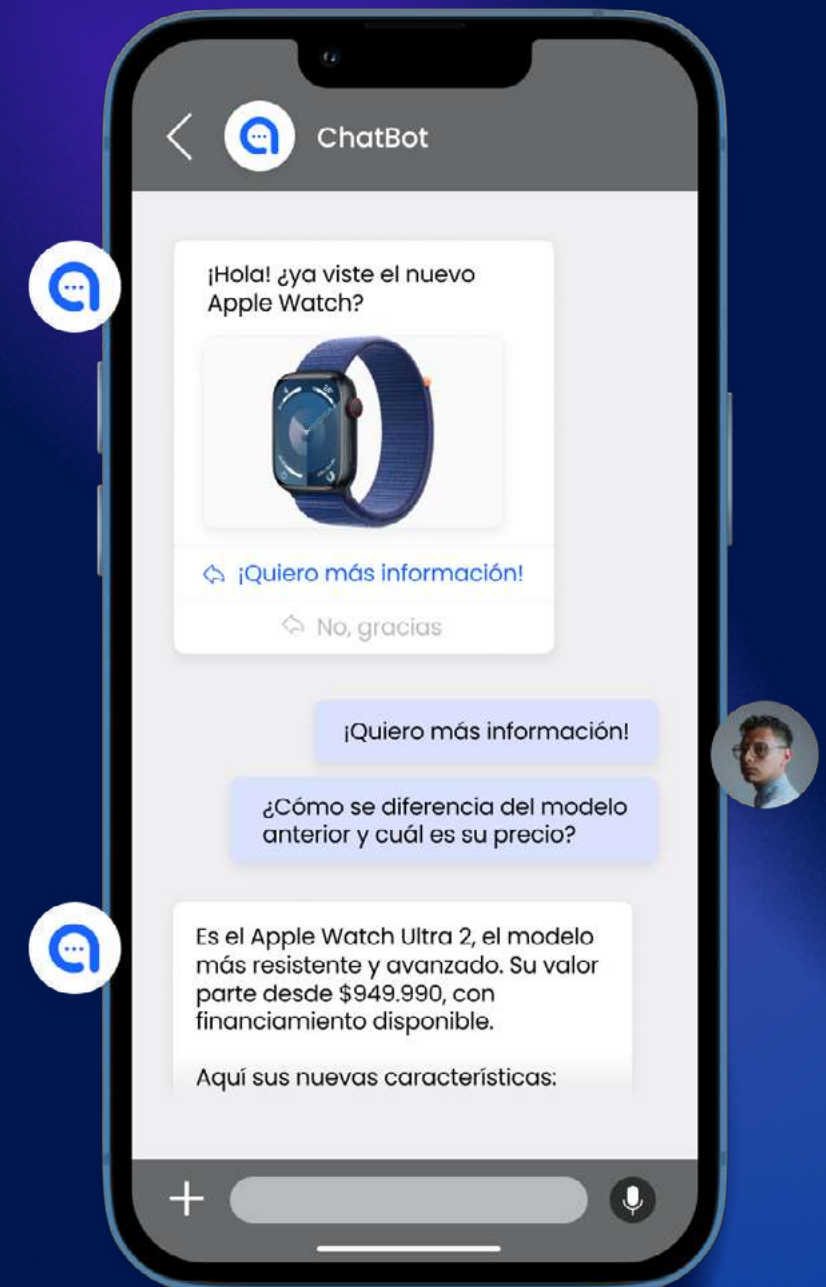 ChatBot
¡Hola! ¿ya viste el nuevo
Apple Watch?
¡Quiero más información!
No, gracias
¡Quiero más información!
¿Cómo se diferencia del modelo
anterior y cuál es su precio?
Es el Apple Watch Ultra 2, el modelo
más resistente y avanzado. Su valor
parte desde $949.990, con
financiamiento disponible.
Aquí sus nuevas características: